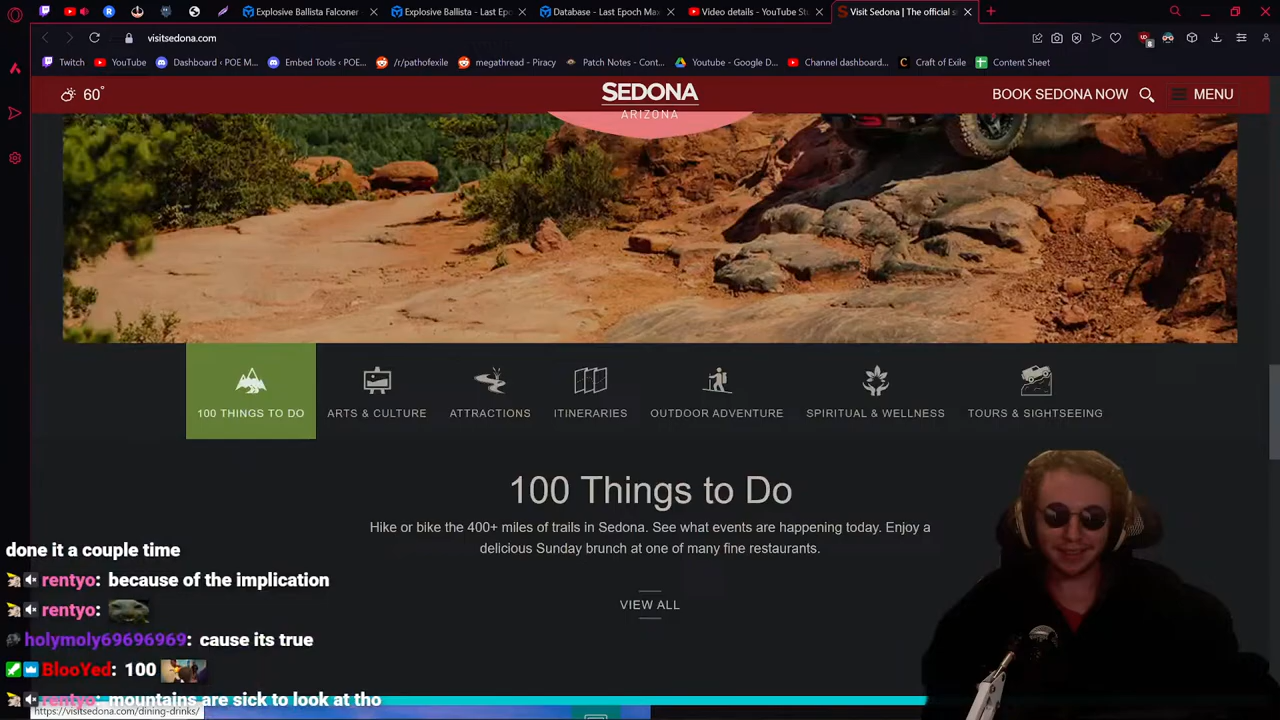 Explosive Ballista Falconer
Explosive Ballista - Last Epo
Database - Last Epoch Max
Video details - YouTube St
Visit Sedona | The official s
visitsedona.com
Twitch
YouTube
Dashboard ‹ POE M...
Embed Tools ‹ POE...
/r/pathofexile
megathread - Piracy
Patch Notes - Cont...
Youtube - Google D...
Channel dashboard...
Craft of Exile
Content Sheet
60°
SEDONA
ARIZONA
BOOK SEDONA NOW
MENU
100 THINGS TO DO
ARTS & CULTURE
ATTRACTIONS
ITINERARIES
OUTDOOR ADVENTURE
SPIRITUAL & WELLNESS
TOURS & SIGHTSEEING
100 Things to Do
Hike or bike the 400+ miles of trails in Sedona. See what events are happening today. Enjoy a
delicious Sunday brunch at one of many fine restaurants.
VIEW ALL
done it a couple time
rentyo: because of the implication
rentyo:
holymoly69696969: cause its true
BlooYed: 100
rentyo: mountains are sick to look at tho
https://visitsedona.com/dining-drinks/